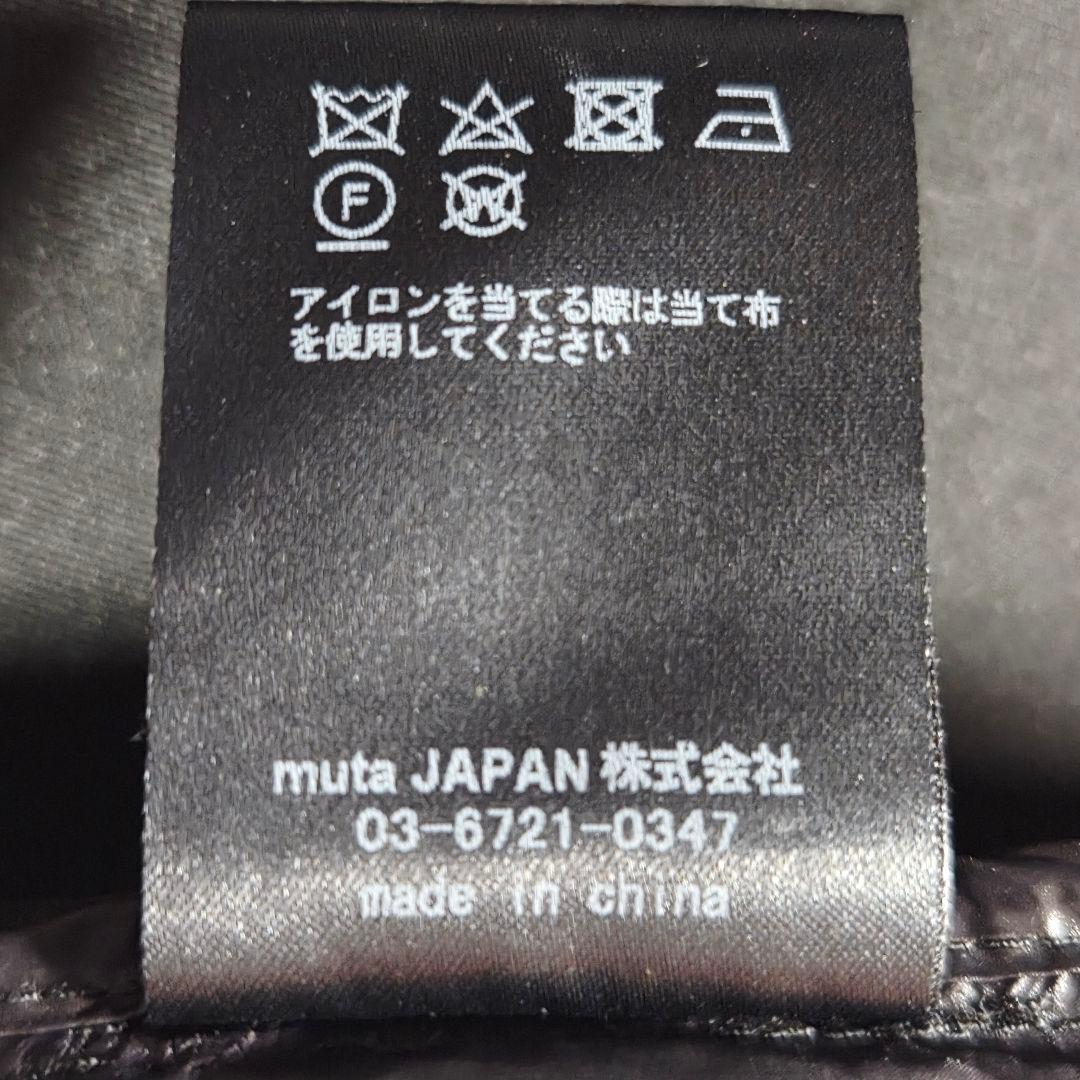 F W
アイロンを当てる際は当て布
を使用してください
muta JAPAN 株式会社
03-6721-0347
made in china